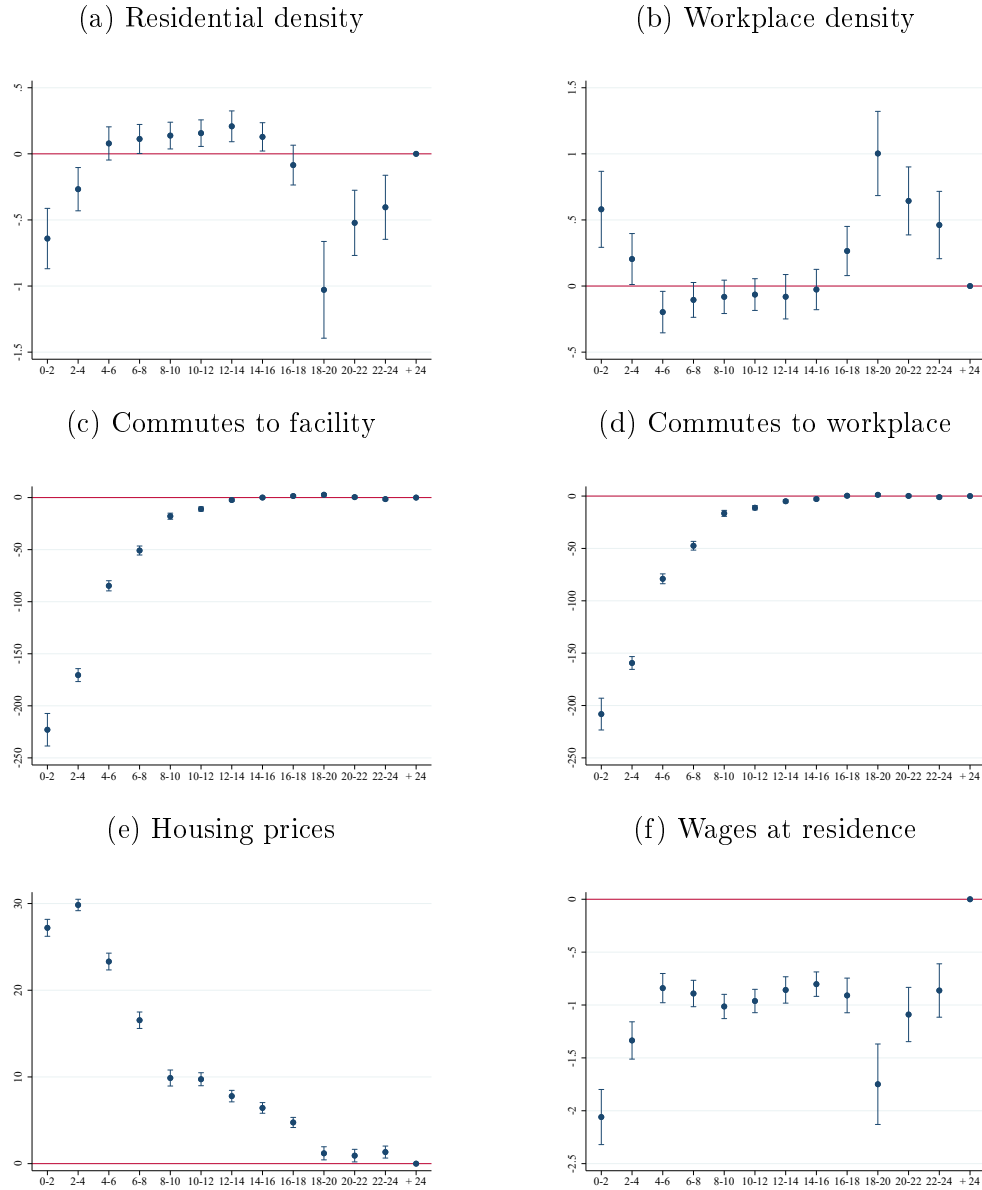 (a) Residential density
(b) Workplace density
.5
0
-.5
-1
-1.5
0-2 2-4 4-6 6-8 8-10 10-12 12-14 14-16 16-18 18-20 20-22 22-24 + 24
1.5
1
.5
0
-.5
0-2 2-4 4-6 6-8 8-10 10-12 12-14 14-16 16-18 18-20 20-22 22-24 + 24
(c) Commutes to facility
(d) Commutes to workplace
0
-50
-100
-150
-200
-250
0-2 2-4 4-6 6-8 8-10 10-12 12-14 14-16 16-18 18-20 20-22 22-24 + 24
0
-50
-100
-150
-200
-250
0-2 2-4 4-6 6-8 8-10 10-12 12-14 14-16 16-18 18-20 20-22 22-24 + 24
(e) Housing prices
(f) Wages at residence
30
20
10
0
0-2 2-4 4-6 6-8 8-10 10-12 12-14 14-16 16-18 18-20 20-22 22-24 + 24
0
-.5
-1
-1.5
-2
-2.5
0-2 2-4 4-6 6-8 8-10 10-12 12-14 14-16 16-18 18-20 20-22 22-24 + 24